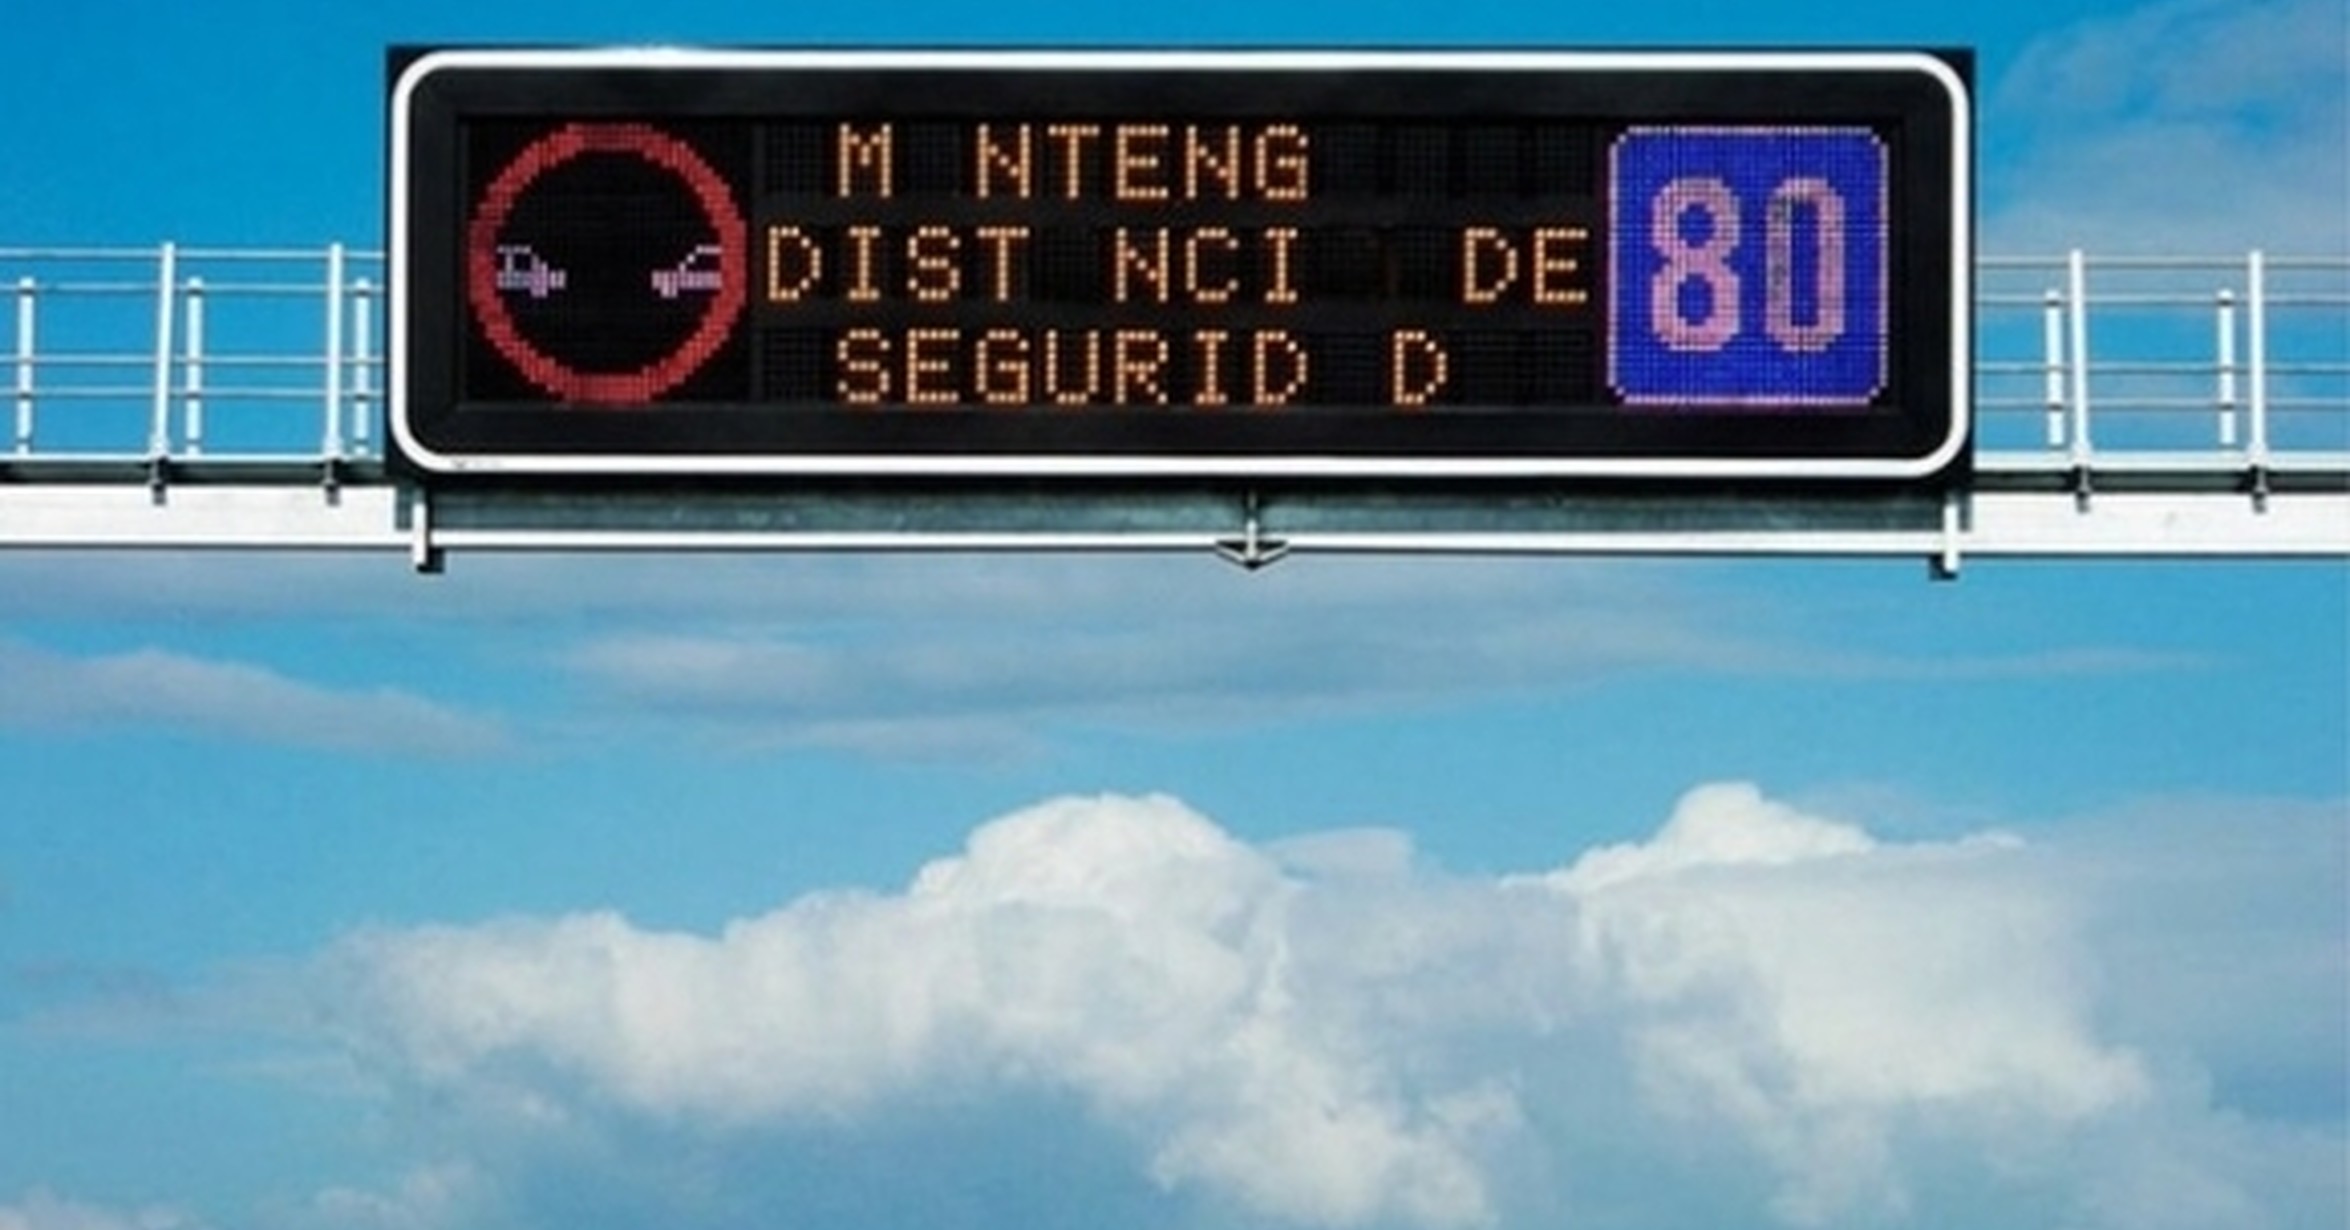 M NTENG
DIST NCI DE
SEGURID D
80